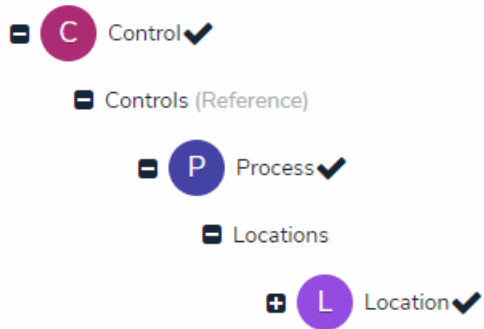 C Control
Controls (Reference)
P Process
Locations
L Location